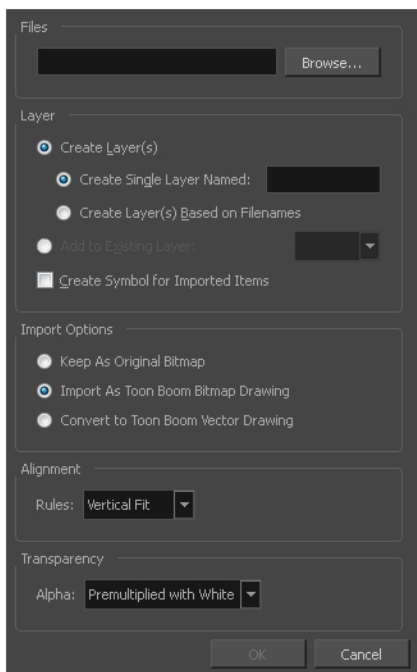 Files
Browse...
Layer
Create Layer(s)
Create Single Layer Named:
Create Layer(s) Based on Filenames
Add to Existing Layer:
Create Symbol for Imported Items
Import Options
Keep As Original Bitmap
Import As Toon Boom Bitmap Drawing
Convert to Toon Boom Vector Drawing
Alignment
Rules: Vertical Fit
Transparency
Alpha: Premultiplied with White
OK Cancel